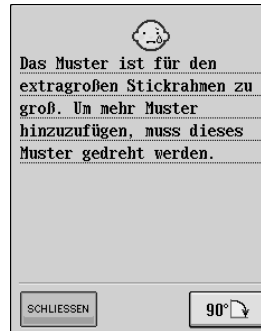 Das Muster ist für den
extragroßen Stickrahmen zu
groß. Um mehr Muster
hinzuzufügen, muss dieses
Muster gedreht werden.
SCHLIESSEN
90°